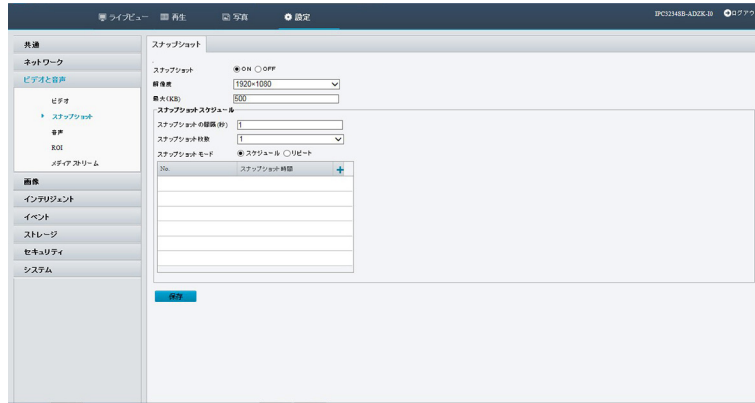 ライブビュー 再生 写真 設定 IPC3234SB-ADZK-I0 ログアウ
共通
ネットワーク
ビデオと音声
ビデオ
スナップショット
音声
ROI
メディアストリーム
画像
インテリジェント
イベント
ストレージ
セキュリティ
システム
スナップショット
スナップショット ON OFF
解像度 1920×1080
最大(KB) 500
スナップショットスケジュール
スナップショットの間隔(秒) 1
スナップショット枚数 1
スナップショットモード スケジュール リピート
No. スナップショット時間
保存